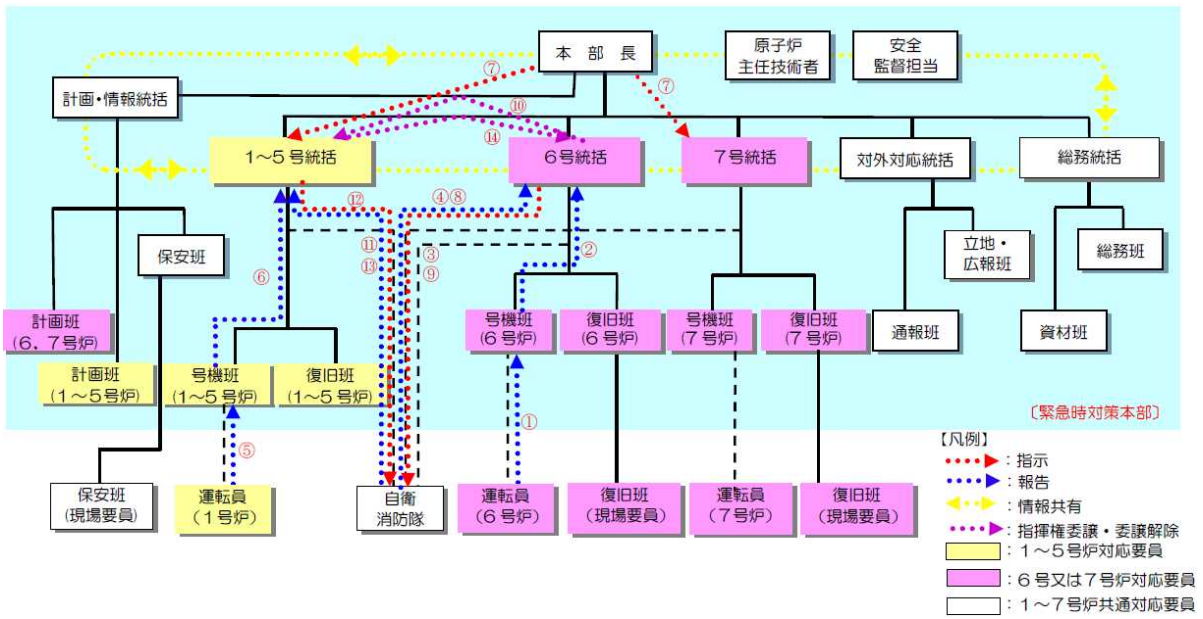 本部長
原子炉
主任技術者
安全
監督担当
⑦
⑦
計画・情報統括
⑩
⑭
1～5号統括
6号統括
7号統括
対外対応統括
総務統括
⑫
④⑧
⑪
⑬
③
⑨
②
⑥
保安班
立地・
広報班
総務班
計画班
(6，7号炉)
号機班
(6号炉)
復旧班
(6号炉)
号機班
(7号炉)
復旧班
(7号炉)
通報班
資材班
計画班
(1～5号炉)
号機班
(1～5号炉)
復旧班
(1～5号炉)
①
⑤
〔緊急時対策本部〕
保安班
(現場要員)
運転員
(1号炉)
自衛
消防隊
運転員
(6号炉)
復旧班
(現場要員)
運転員
(7号炉)
復旧班
(現場要員)
【凡例】
：指示
：報告
：情報共有
：指揮権委譲・委譲解除
：1～5号炉対応要員
：6号又は7号炉対応要員
：1～7号炉共通対応要員